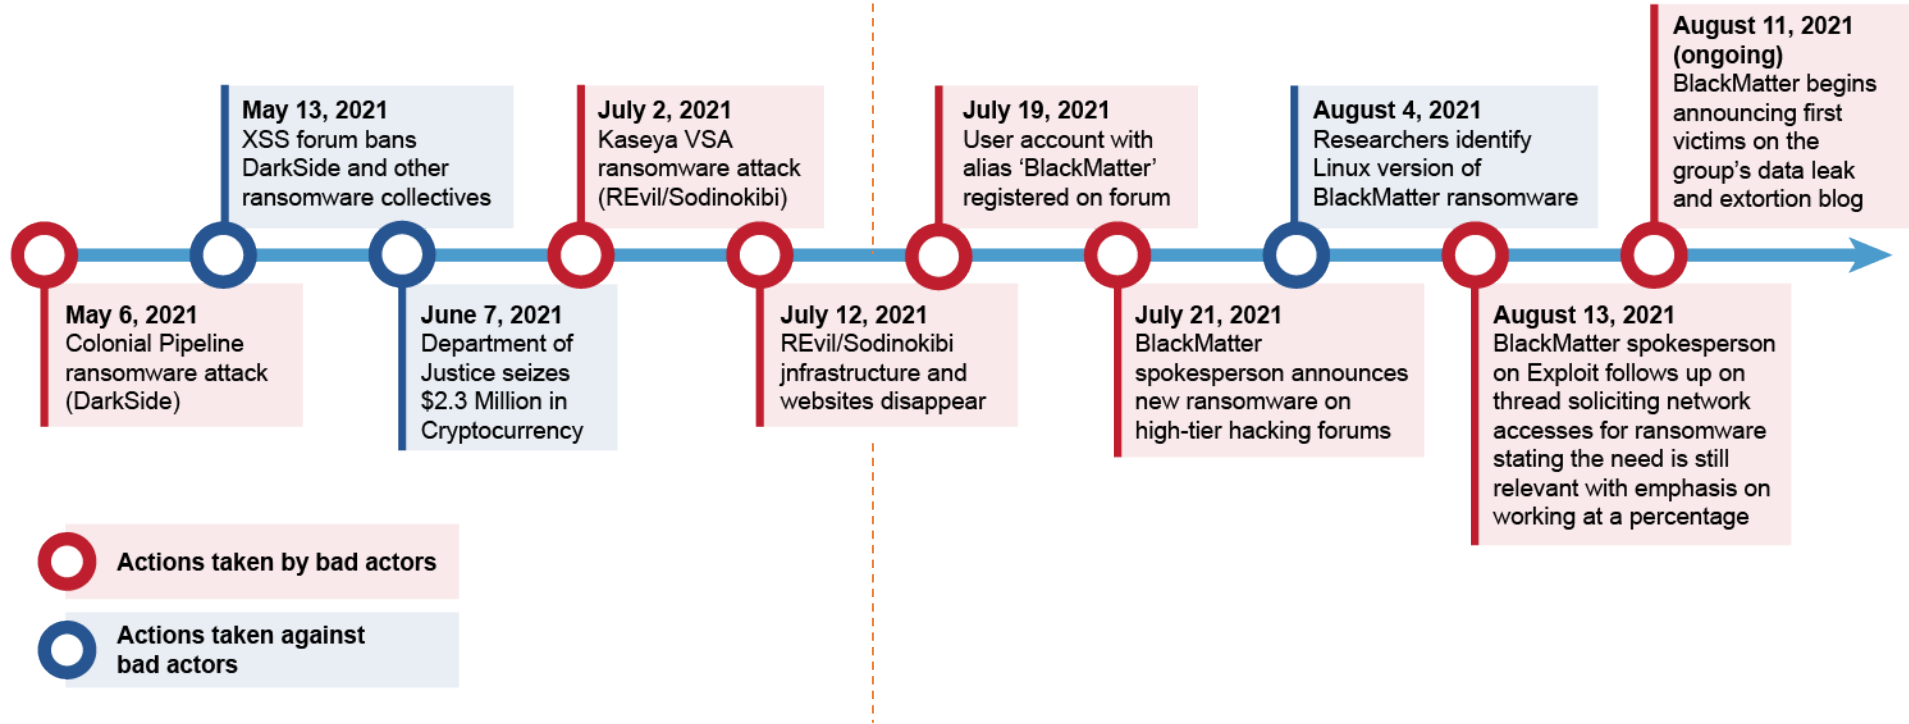 May 6, 2021
Colonial Pipeline
ransomware attack
(DarkSide)
May 13, 2021
XSS forum bans
DarkSide and other
ransomware collectives
June 7, 2021
Department of
Justice seizes
$2.3 Million in
Cryptocurrency
July 2, 2021
Kaseya VSA
ransomware attack
(REvil/Sodinokibi)
July 12, 2021
REvil/Sodinokibi
jnfrastructure and
websites disappear
July 19, 2021
User account with
alias ‘BlackMatter’
registered on forum
July 21, 2021
BlackMatter
spokesperson announces
new ransomware on
high-tier hacking forums
August 4, 2021
Researchers identify
Linux version of
BlackMatter ransomware
August 13, 2021
BlackMatter spokesperson
on Exploit follows up on
thread soliciting network
accesses for ransomware
stating the need is still
relevant with emphasis on
working at a percentage
August 11, 2021
(ongoing)
BlackMatter begins
announcing first
victims on the
group’s data leak
and extortion blog
Actions taken by bad actors
Actions taken against
bad actors